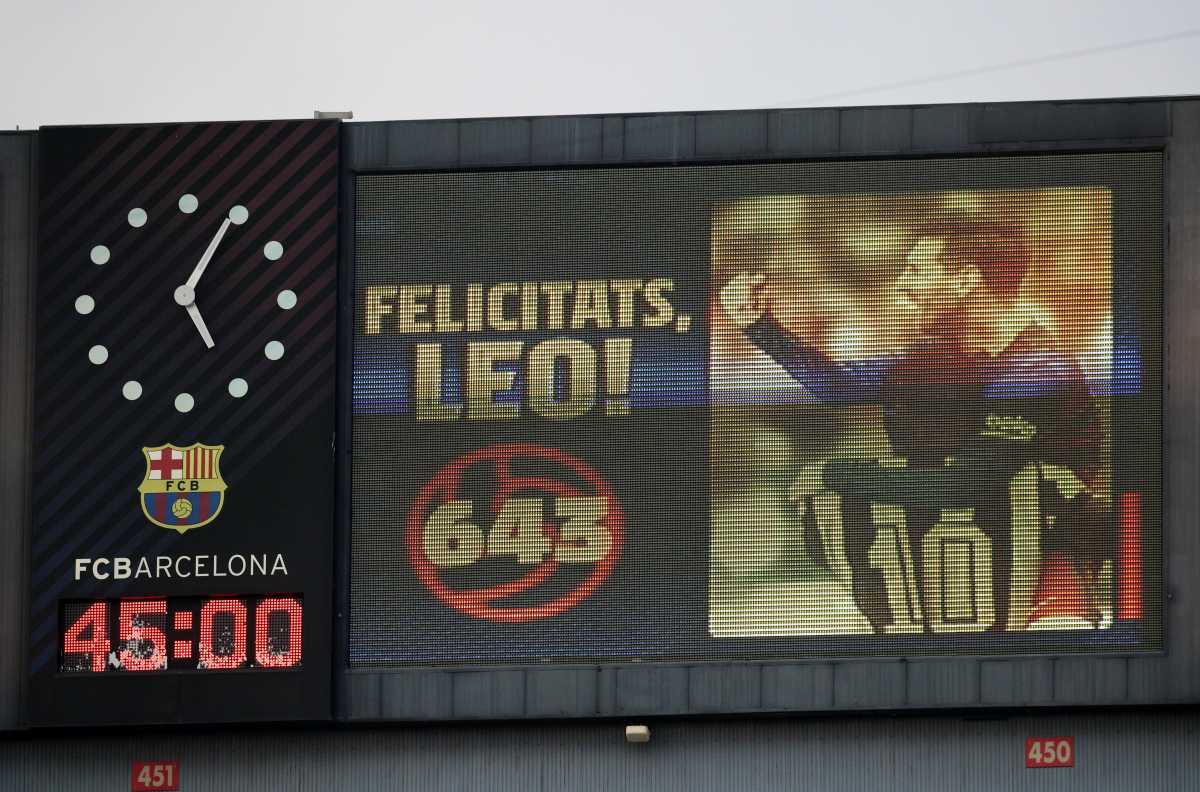 FCB
FCBARCELONA
45:00
FELICITATS,
LEO!
643
10
451
450